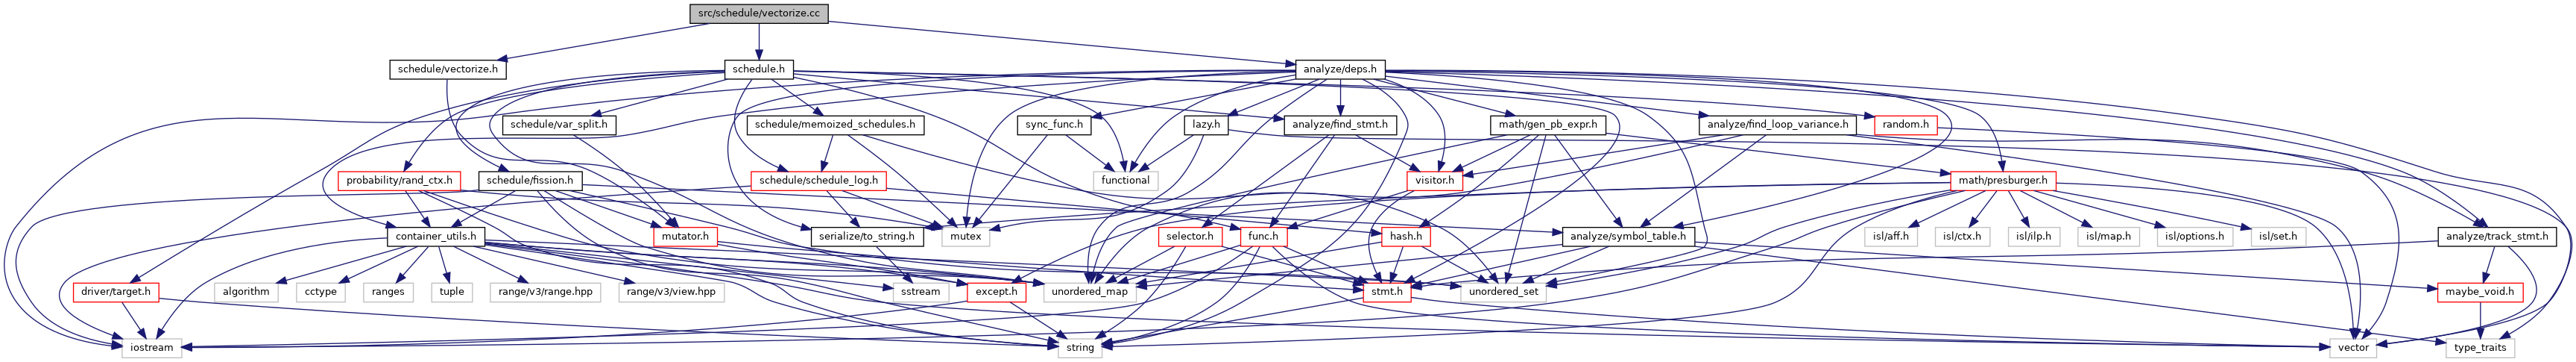 src/schedule/vectorize.cc
schedule/vectorize.h
schedule.h
analyze/deps.h
schedule/var_split.h
schedule/memoized_schedules.h
sync_func.h
lazy.h
analyze/find_stmt.h
math/gen_pb_expr.h
analyze/find_loop_variance.h
random.h
probability/rand_ctx.h
schedule/fission.h
schedule/schedule_log.h
functional
visitor.h
math/presburger.h
container_utils.h
mutator.h
serialize/to_string.h
mutex
selector.h
func.h
hash.h
analyze/symbol_table.h
isl/aff.h
isl/ctx.h
isl/ilp.h
isl/map.h
isl/options.h
isl/set.h
analyze/track_stmt.h
driver/target.h
algorithm
cctype
ranges
tuple
range/v3/range.hpp
range/v3/view.hpp
sstream
except.h
unordered_map
stmt.h
unordered_set
maybe_void.h
iostream
string
vector
type_traits